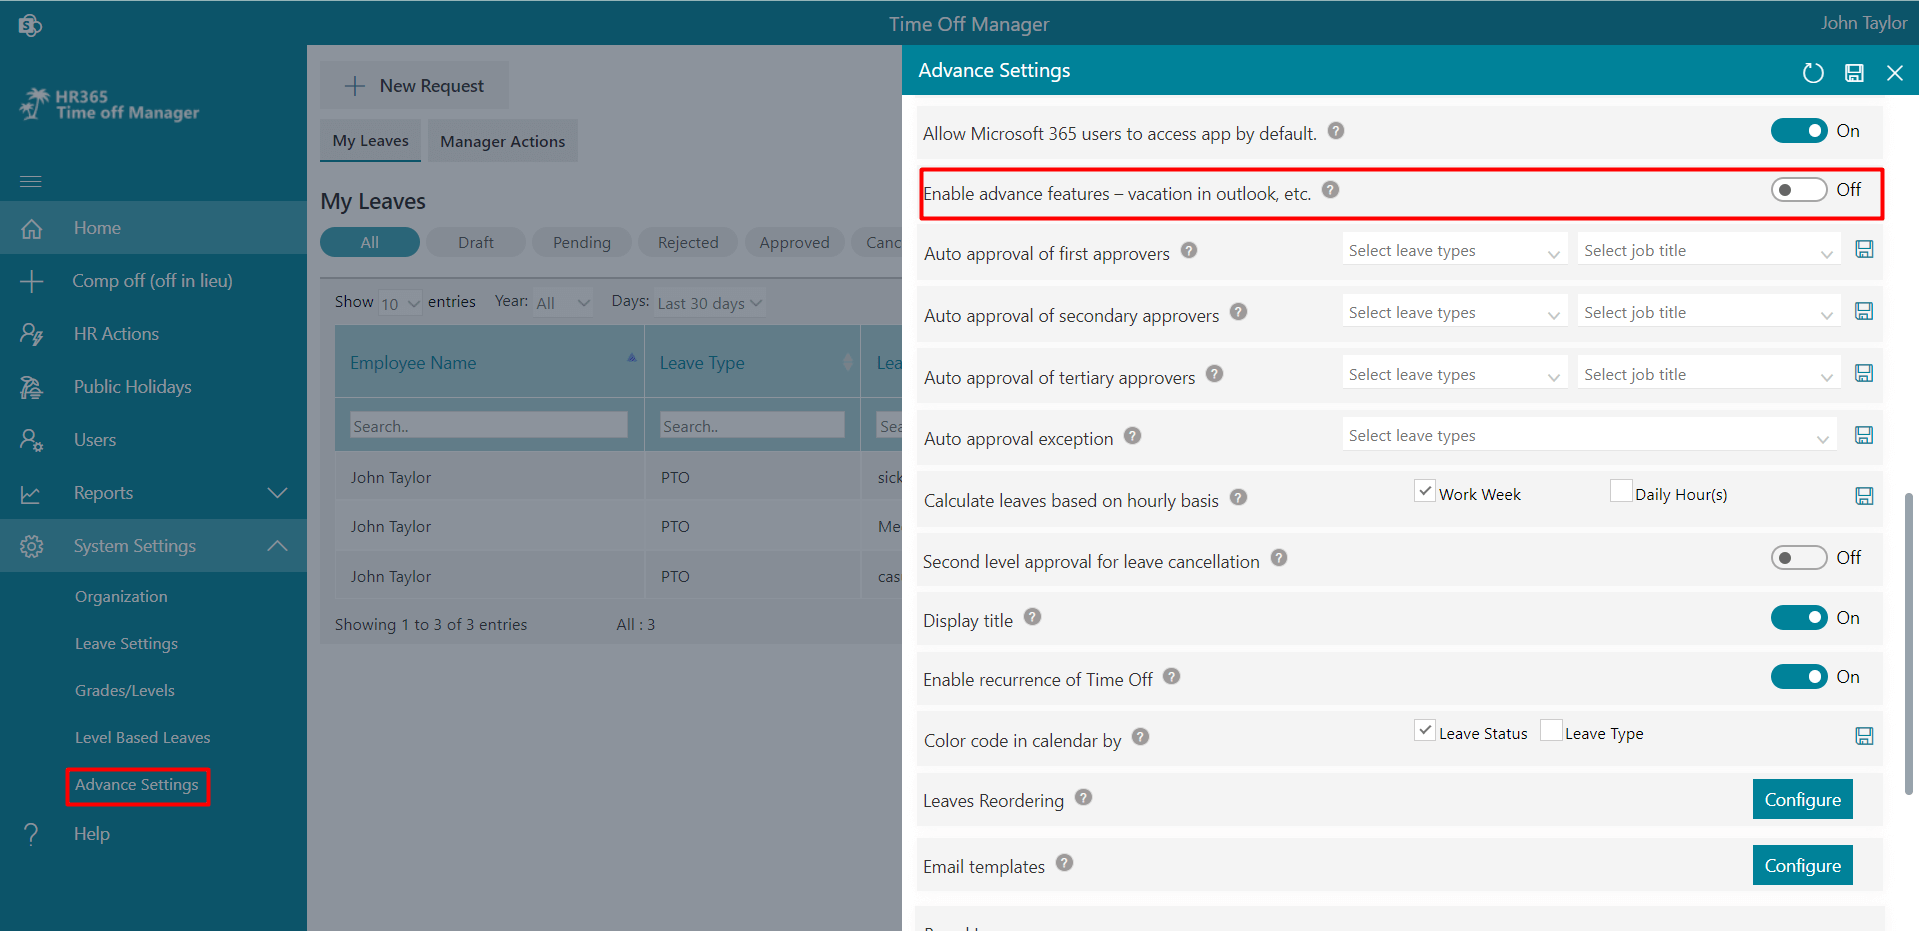 Time Off Manager
John Taylor
HR365
Time off Manager
Home
Comp off (off in lieu)
HR Actions
Public Holidays
Users
Reports
System Settings
Organization
Leave Settings
Grades/Levels
Level Based Leaves
Advance Settings
Help
New Request
My Leaves Manager Actions
My Leaves
All Draft Pending Rejected Approved Canc
Show 10 entries Year: All Days: Last 30 days
Employee Name Leave Type Lea
Search.. Search.. Sea
John Taylor PTO sick
John Taylor PTO Me
John Taylor PTO cas
Showing 1 to 3 of 3 entries All : 3
Advance Settings
Allow Microsoft 365 users to access app by default. ? On
Enable advance features – vacation in outlook, etc. ? Off
Auto approval of first approvers ? Select leave types Select job title
Auto approval of secondary approvers ? Select leave types Select job title
Auto approval of tertiary approvers ? Select leave types Select job title
Auto approval exception ? Select leave types
Calculate leaves based on hourly basis ? Work Week Daily Hour(s)
Second level approval for leave cancellation ? Off
Display title ? On
Enable recurrence of Time Off ? On
Color code in calendar by ? Leave Status Leave Type
Leaves Reordering ? Configure
Email templates ? Configure